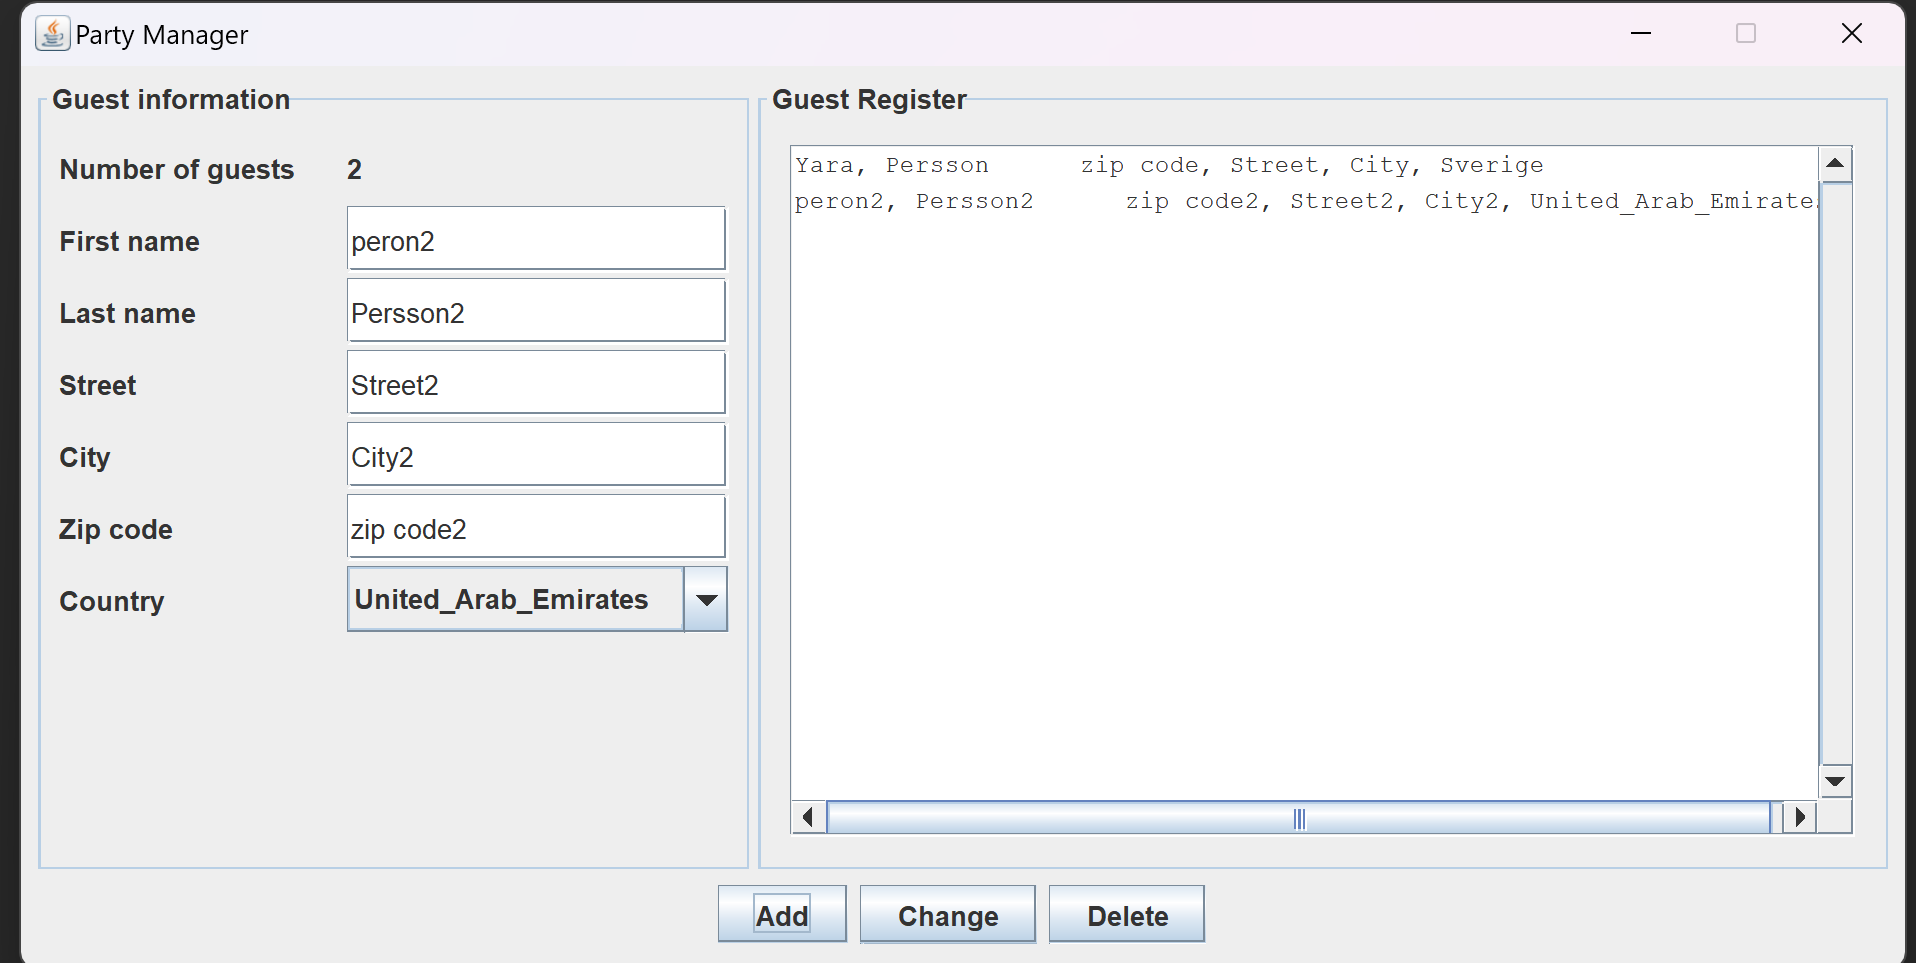 Party Manager
Guest information
Number of guests 2
First name peron2
Last name Persson2
Street Street2
City City2
Zip code zip code2
Country United_Arab_Emirates
Guest Register
Yara, Persson zip code, Street, City, Sverige
peron2, Persson2 zip code2, Street2, City2, United_Arab_Emirate
Add Change Delete